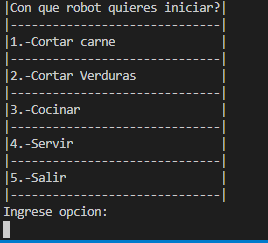 |Con que robot quieres iniciar?|
|------------------------------|
|1.-Cortar carne               |
|------------------------------|
|2.-Cortar Verduras            |
|------------------------------|
|3.-Cocinar                    |
|------------------------------|
|4.-Servir                     |
|------------------------------|
|5.-Salir                      |
|------------------------------|
Ingrese opcion: